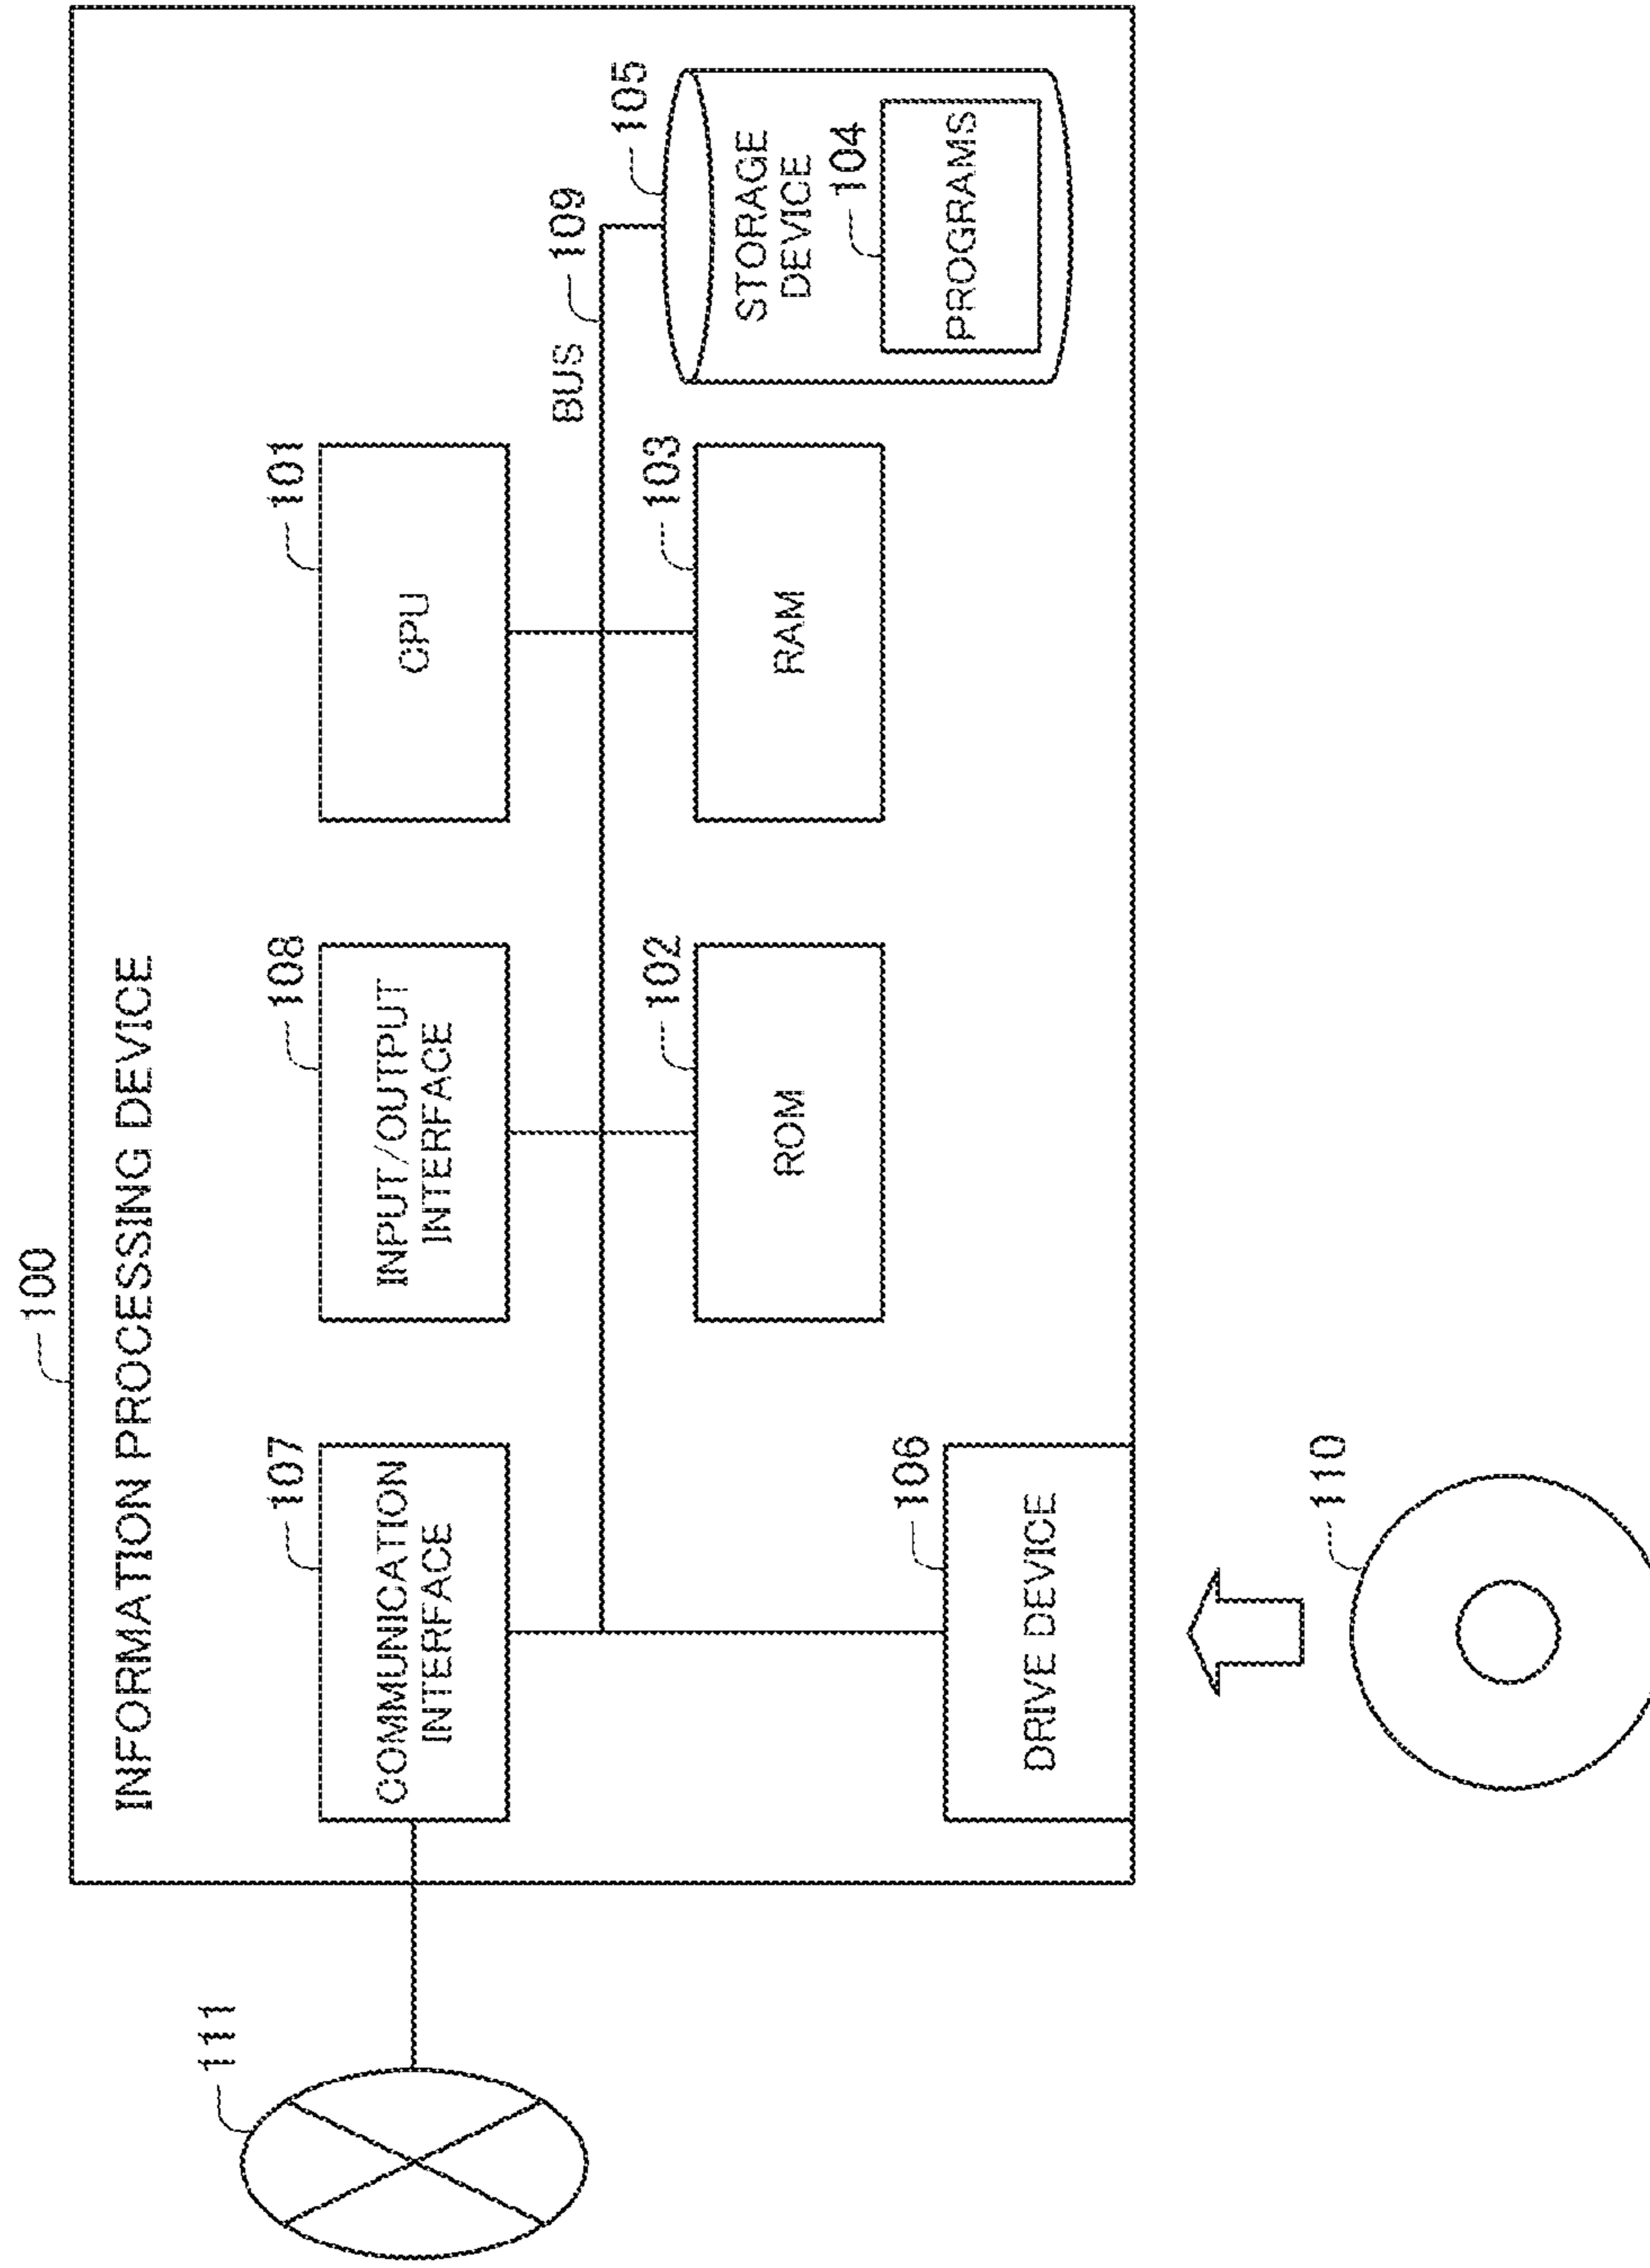 100
INFORMATION PROCESSING DEVICE
111
107
COMMUNICATION
INTERFACE
108
INPUT/OUTPUT
INTERFACE
101
CPU
BUS
109
106
DRIVE DEVICE
102
ROM
103
RAM
105
STORAGE
DEVICE
104
PROGRAMS
110